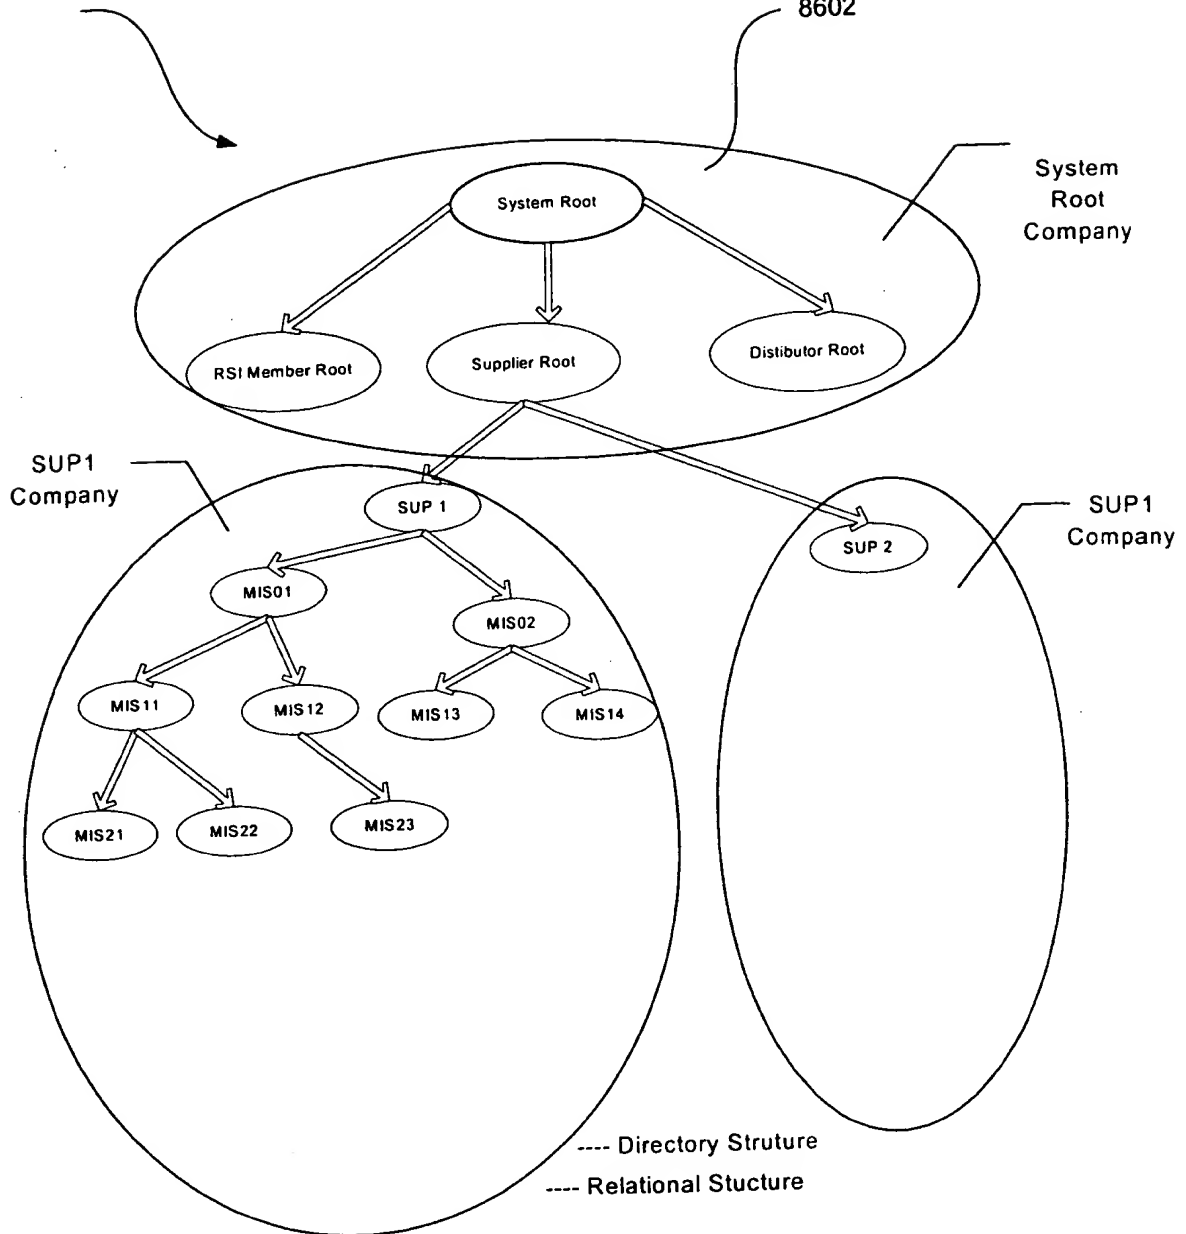 8602
System
Root
Company
System Root
RSI Member Root
Supplier Root
Distibutor Root
SUP1
Company
SUP 1
SUP1
Company
SUP 2
MIS01
MIS02
MIS11
MIS12
MIS13
MIS14
MIS21
MIS22
MIS23
---- Directory Struture
---- Relational Stucture